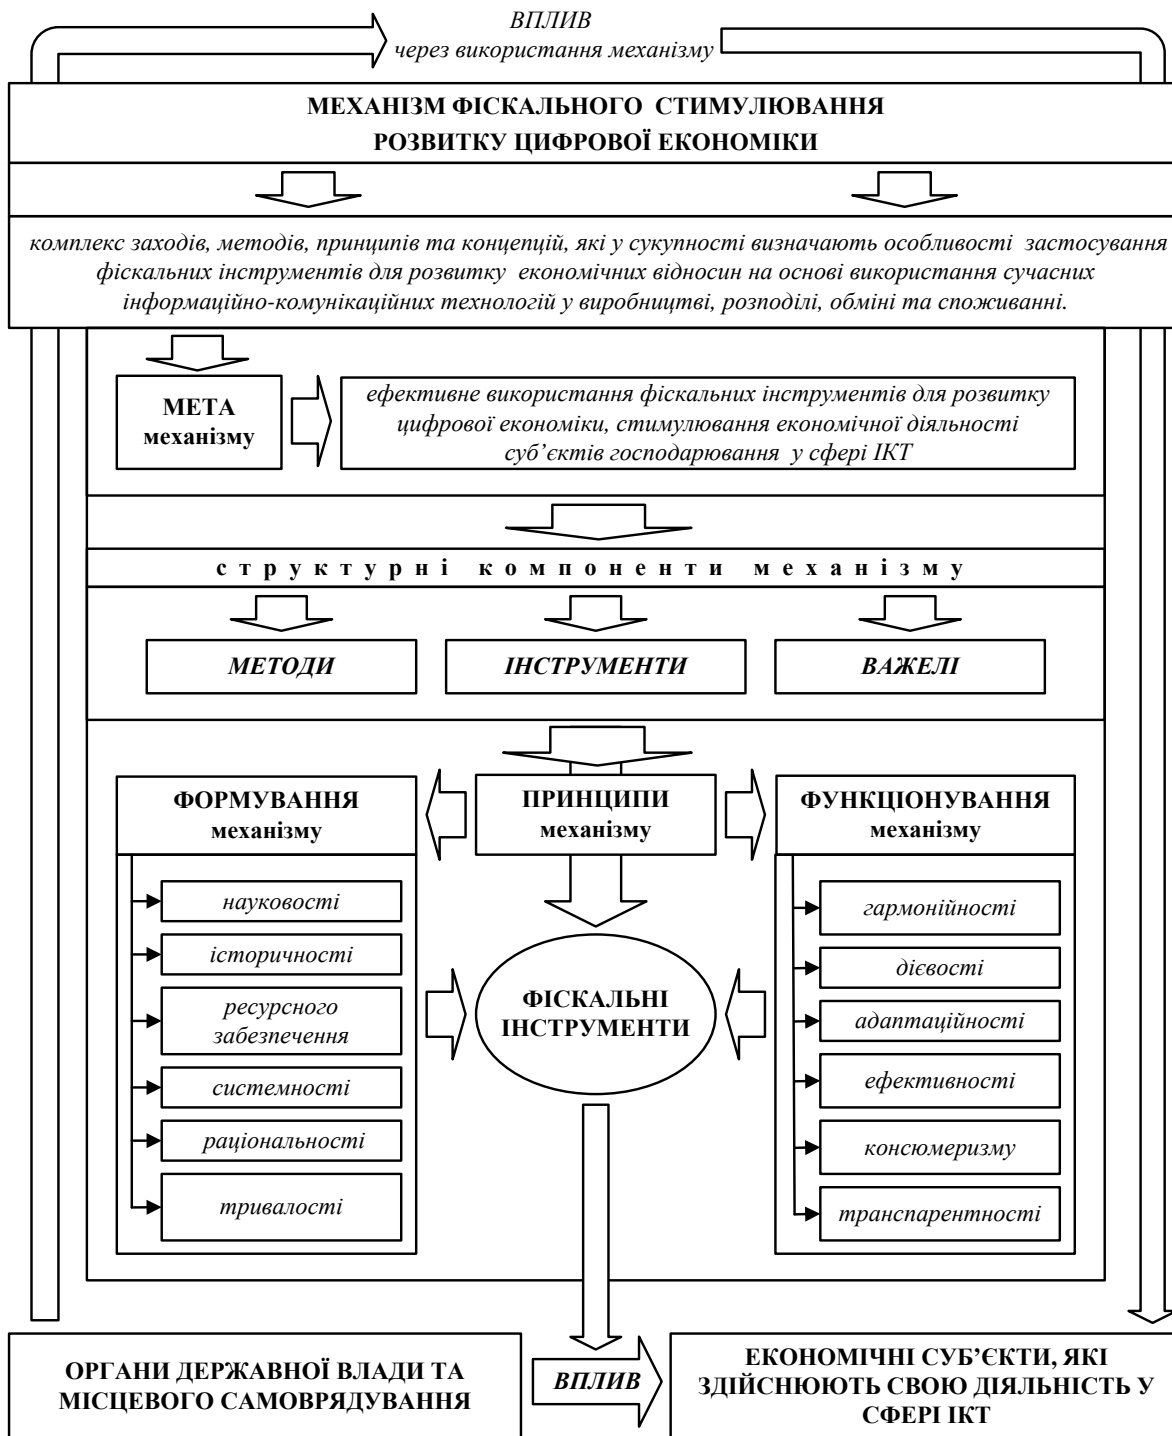 ВПЛИВ
через використання механізму
МЕХАНІЗМ ФІСКАЛЬНОГО СТИМУЛЮВАННЯ
РОЗВИТКУ ЦИФРОВОЇ ЕКОНОМІКИ
комплекс заходів, методів, принципів та концепцій, які у сукупності визначають особливості застосування
фіскальних інструментів для розвитку економічних відносин на основі використання сучасних
інформаційно-комунікаційних технологій у виробництві, розподілі, обміні та споживанні.
МЕТА
механізму
ефективне використання фіскальних інструментів для розвитку
цифрової економіки, стимулювання економічної діяльності
суб’єктів господарювання у сфері ІКТ
структурні компоненти механізму
МЕТОДИ
ІНСТРУМЕНТИ
ВАЖЕЛІ
ФОРМУВАННЯ
механізму
ПРИНЦИПИ
механізму
ФУНКЦІОНУВАННЯ
механізму
науковості
історичності
ресурсного
забезпечення
системності
раціональності
тривалості
ФІСКАЛЬНІ
ІНСТРУМЕНТИ
гармонійності
дієвості
адаптаційності
ефективності
консюмеризму
транспарентності
ОРГАНИ ДЕРЖАВНОЇ ВЛАДИ ТА
МІСЦЕВОГО САМОВРЯДУВАННЯ
ВПЛИВ
ЕКОНОМІЧНІ СУБ’ЄКТИ, ЯКІ
ЗДІЙСНЮЮТЬ СВОЮ ДІЯЛЬНІСТЬ У
СФЕРІ ІКТ